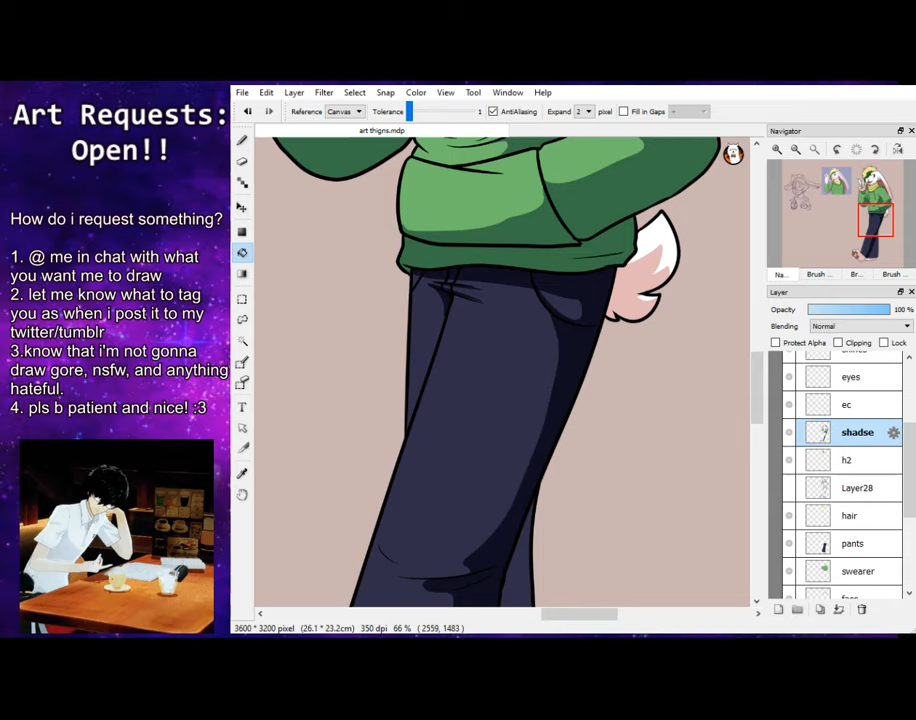 Art Requests:
Open!!
How do i request something?
1. @ me in chat with what
you want me to draw
2. let me know what to tag
you as when i post it to my
twitter/tumblr
3.know that i'm not gonna
draw gore, nsfw, and anything
hateful.
4. pls b patient and nice! :3
File Edit Layer Filter Select Snap Color View Tool Window Help
Reference Canvas Tolerance 1 AntiAliasing Expand 2 pixel Fill in Gaps
art thigns.mdp
Navigator
Na... Brush ... Br... Brush ...
Layer
Opacity 100 %
Blending Normal
Protect Alpha Clipping Lock
eyes
ec
shadse
h2
Layer28
hair
pants
swearer
3600 * 3200 pixel (26.1 * 23.2cm) 350 dpi 66 % ( 2559, 1483 )